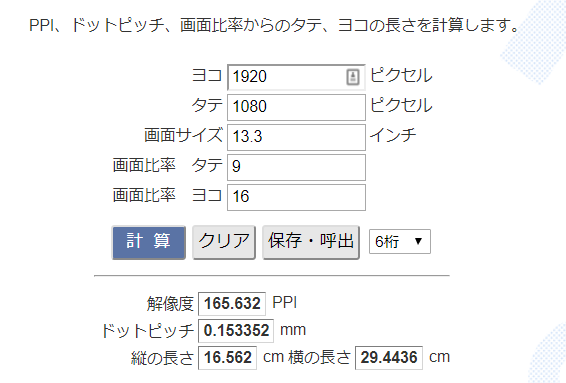 PPI、ドットピッチ、画面比率からのタテ、ヨコの長さを計算します。
ヨコ 1920 ピクセル
タテ 1080 ピクセル
画面サイズ 13.3 インチ
画面比率 タテ 9
画面比率 ヨコ 16
計 算 クリア 保存・呼出 6桁 ▼
解像度 165.632 PPI
ドットピッチ 0.153352 mm
縦の長さ 16.562 cm 横の長さ 29.4436 cm